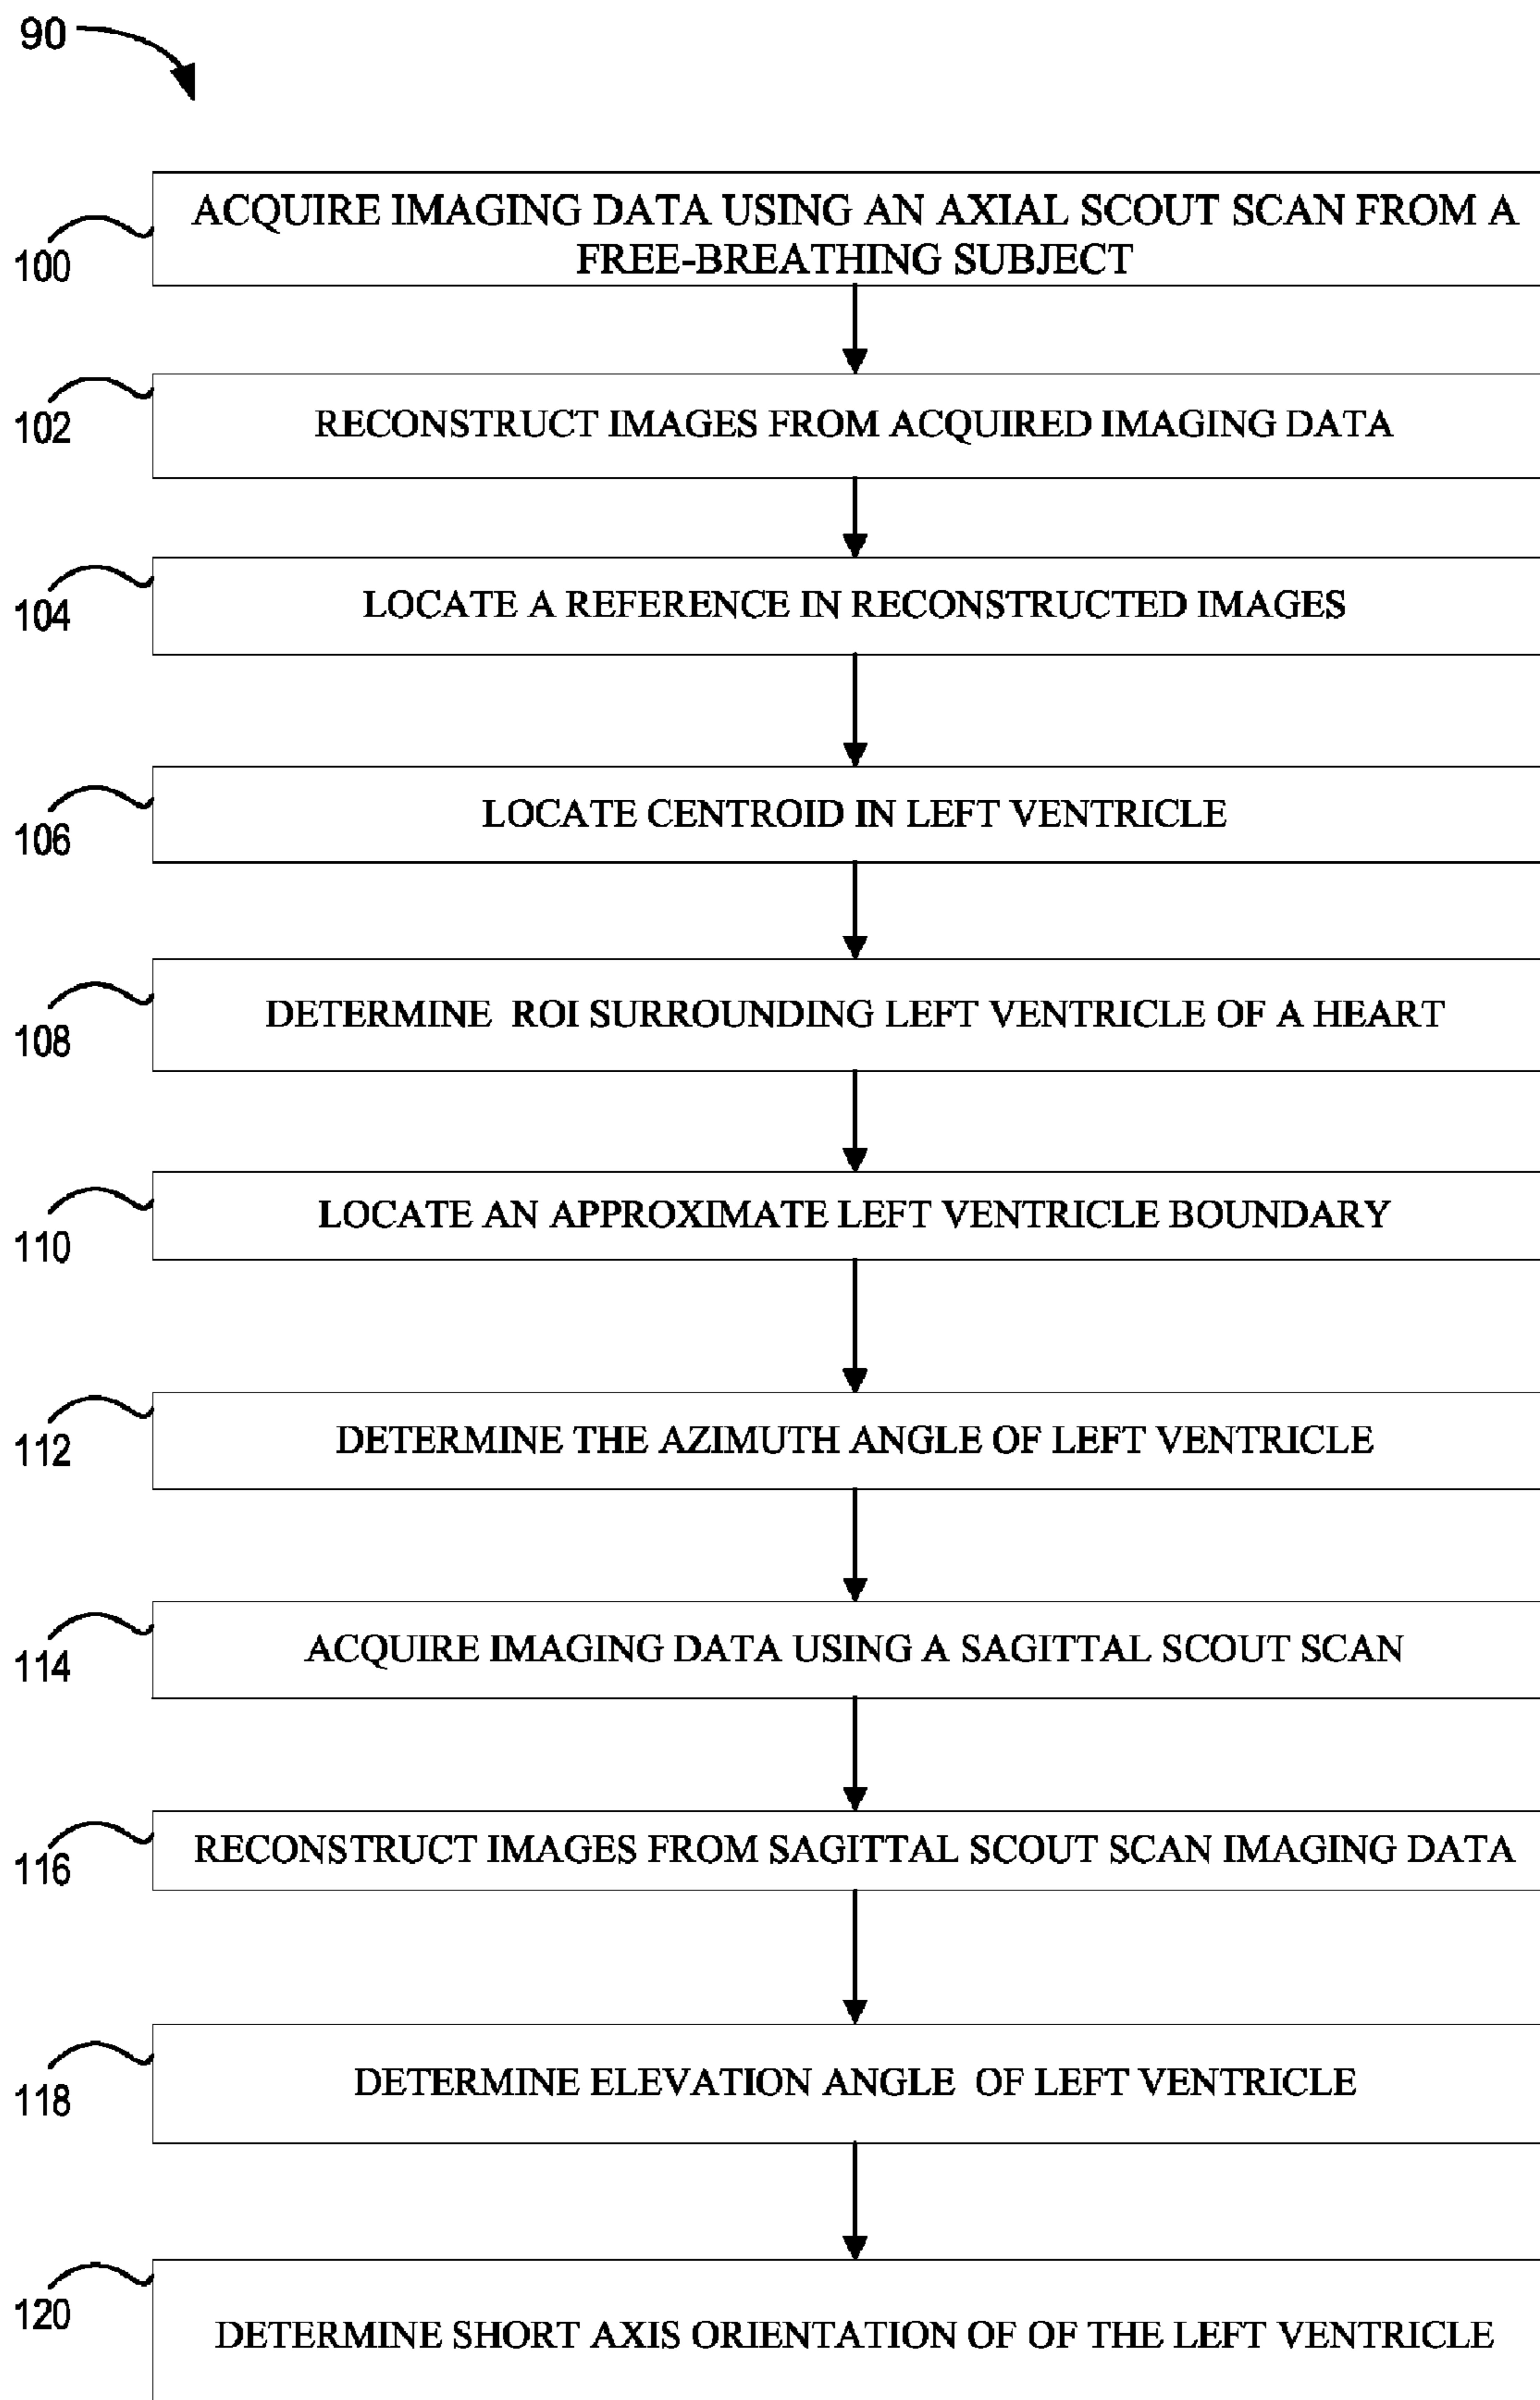 90
ACQUIRE IMAGING DATA USING AN AXIAL SCOUT SCAN FROM A
FREE-BREATHING SUBJECT
100
RECONSTRUCT IMAGES FROM ACQUIRED IMAGING DATA
102
LOCATE A REFERENCE IN RECONSTRUCTED IMAGES
104
LOCATE CENTROID IN LEFT VENTRICLE
106
DETERMINE ROI SURROUNDING LEFT VENTRICLE OF A HEART
108
LOCATE AN APPROXIMATE LEFT VENTRICLE BOUNDARY
110
DETERMINE THE AZIMUTH ANGLE OF LEFT VENTRICLE
112
ACQUIRE IMAGING DATA USING A SAGITTAL SCOUT SCAN
114
RECONSTRUCT IMAGES FROM SAGITTAL SCOUT SCAN IMAGING DATA
116
DETERMINE ELEVATION ANGLE OF LEFT VENTRICLE
118
DETERMINE SHORT AXIS ORIENTATION OF OF THE LEFT VENTRICLE
120